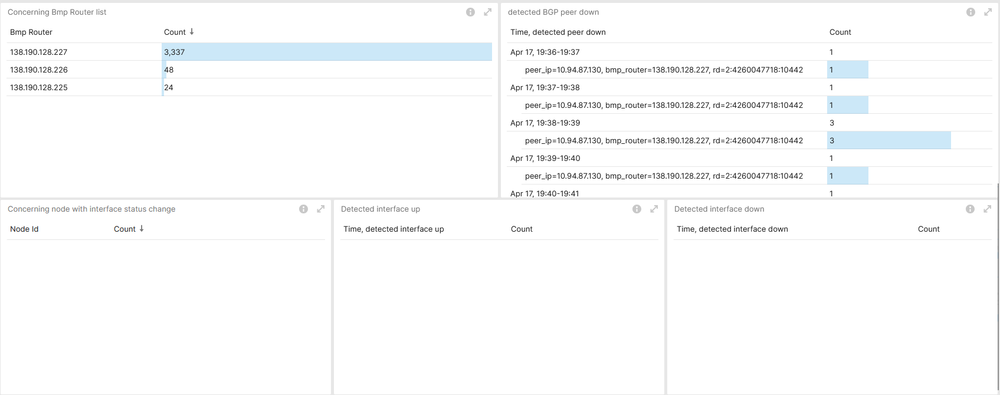 Concerning Bmp Router list
Bmp Router Count ↓
138.190.128.227 3,337
138.190.128.226 48
138.190.128.225 24
detected BGP peer down
Time, detected peer down Count
Apr 17, 19:36-19:37 1
peer_ip=10.94.87.130, bmp_router=138.190.128.227, rd=2:4260047718:10442 1
Apr 17, 19:37-19:38 1
peer_ip=10.94.87.130, bmp_router=138.190.128.227, rd=2:4260047718:10442 1
Apr 17, 19:38-19:39 3
peer_ip=10.94.87.130, bmp_router=138.190.128.227, rd=2:4260047718:10442 3
Apr 17, 19:39-19:40 1
peer_ip=10.94.87.130, bmp_router=138.190.128.227, rd=2:4260047718:10442 1
Apr 17, 19:40-19:41 1
Concerning node with interface status change
Node Id Count ↓
Detected interface up
Time, detected interface up Count
Detected interface down
Time, detected interface down Count